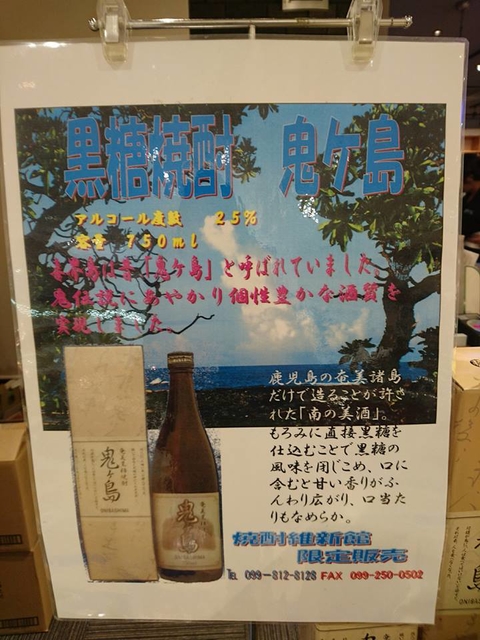 黒糖焼酎 鬼ケ島
アルコール度数 25%
容量 750ml
喜界島は昔「鬼ケ島」と呼ばれていました。
鬼伝説にあやかり個性豊かな酒質を
実現しました。
鹿児島の奄美諸島
だけで造ることが許さ
れた「南の美酒」。
もろみに直接黒糖を
仕込むことで黒糖の
風味を閉じこめ、口に
含むと甘い香りがふ
んわり広がり、口当た
りもなめらか。
鬼ヶ島
ONIGASHIMA
鬼ヶ島
焼酎維新館
限定販売
℡ 099-812-8128 FAX 099-250-0502